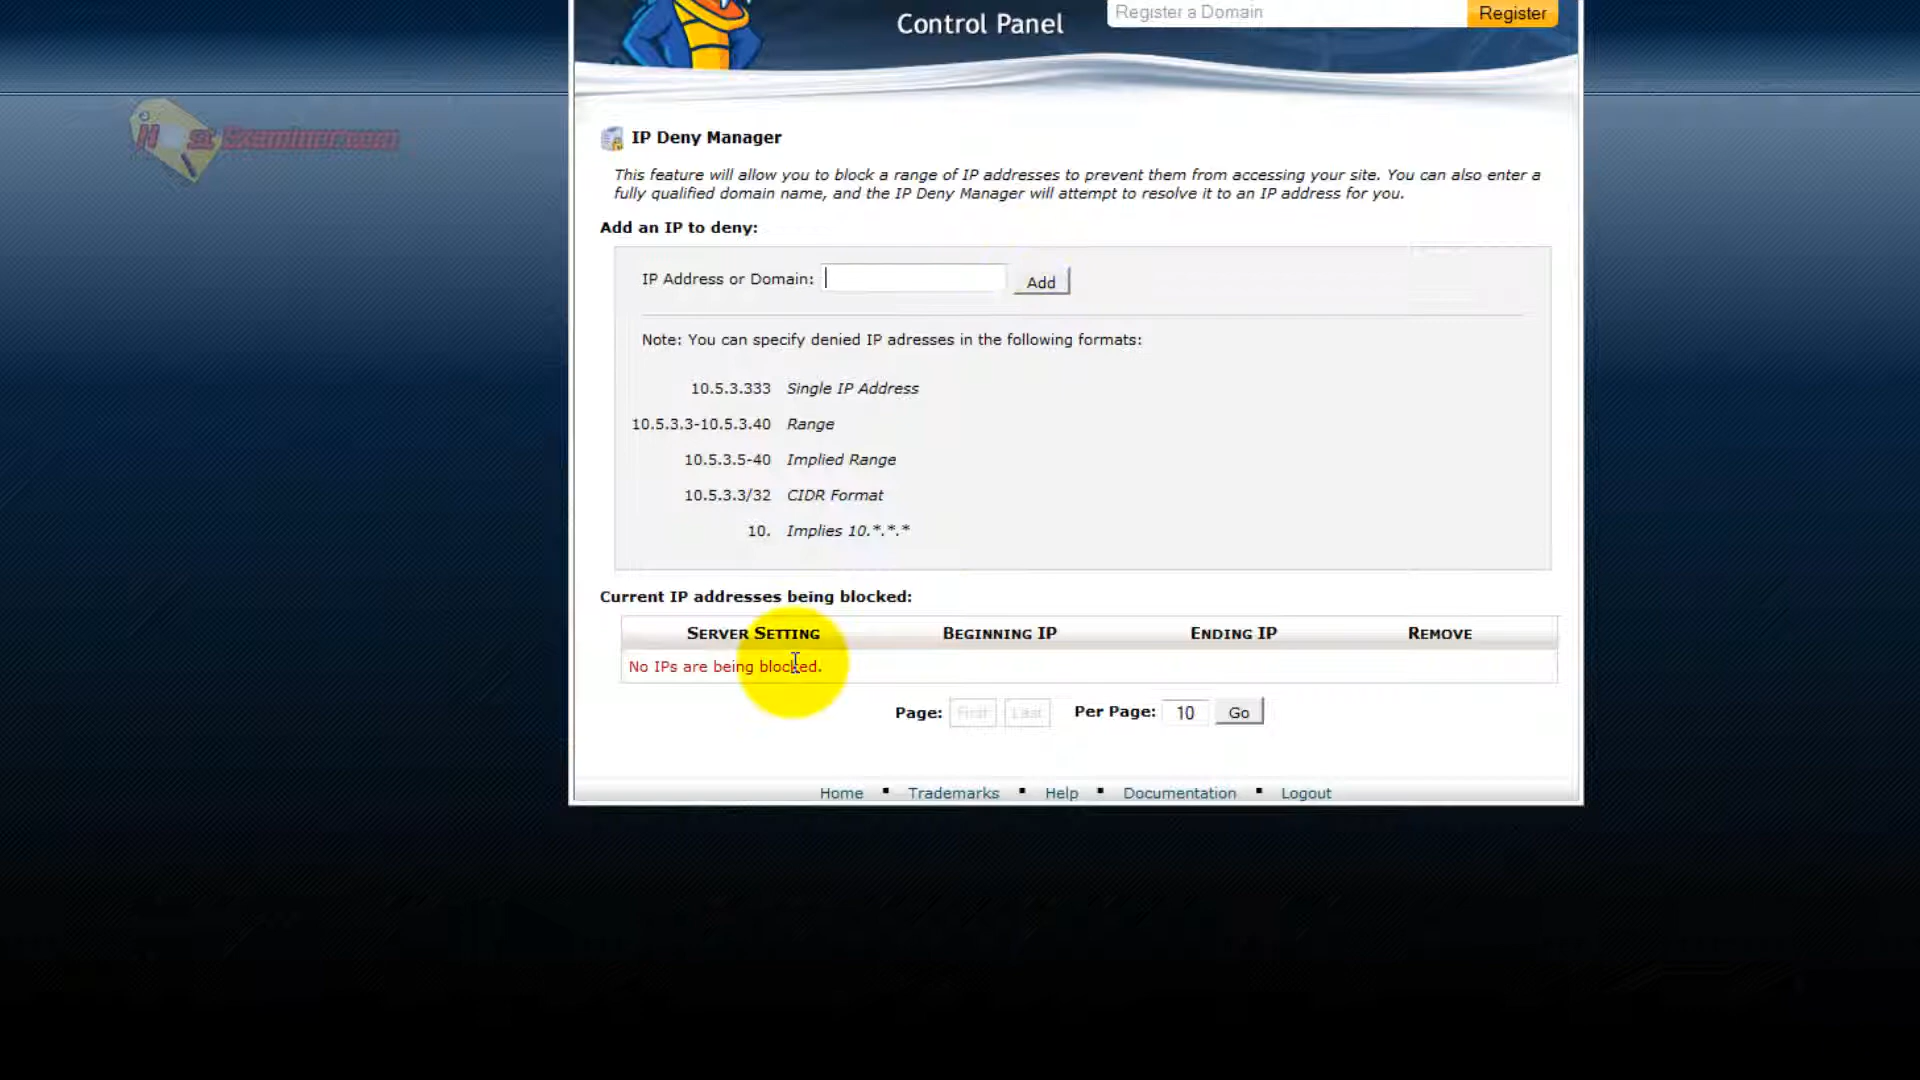 Control Panel
Register a Domain
Register
IP Deny Manager
This feature will allow you to block a range of IP addresses to prevent them from accessing your site. You can also enter a
fully qualified domain name, and the IP Deny Manager will attempt to resolve it to an IP address for you.
Add an IP to deny:
IP Address or Domain:
Add
Note: You can specify denied IP adresses in the following formats:
10.5.3.333 Single IP Address
10.5.3.3-10.5.3.40 Range
10.5.3.5-40 Implied Range
10.5.3.3/32 CIDR Format
10. Implies 10.*.*.*
Current IP addresses being blocked:
SERVER SETTING BEGINNING IP ENDING IP REMOVE
No IPs are being blocked.
Page: First Last Per Page: 10 Go
Home ▪ Trademarks ▪ Help ▪ Documentation ▪ Logout